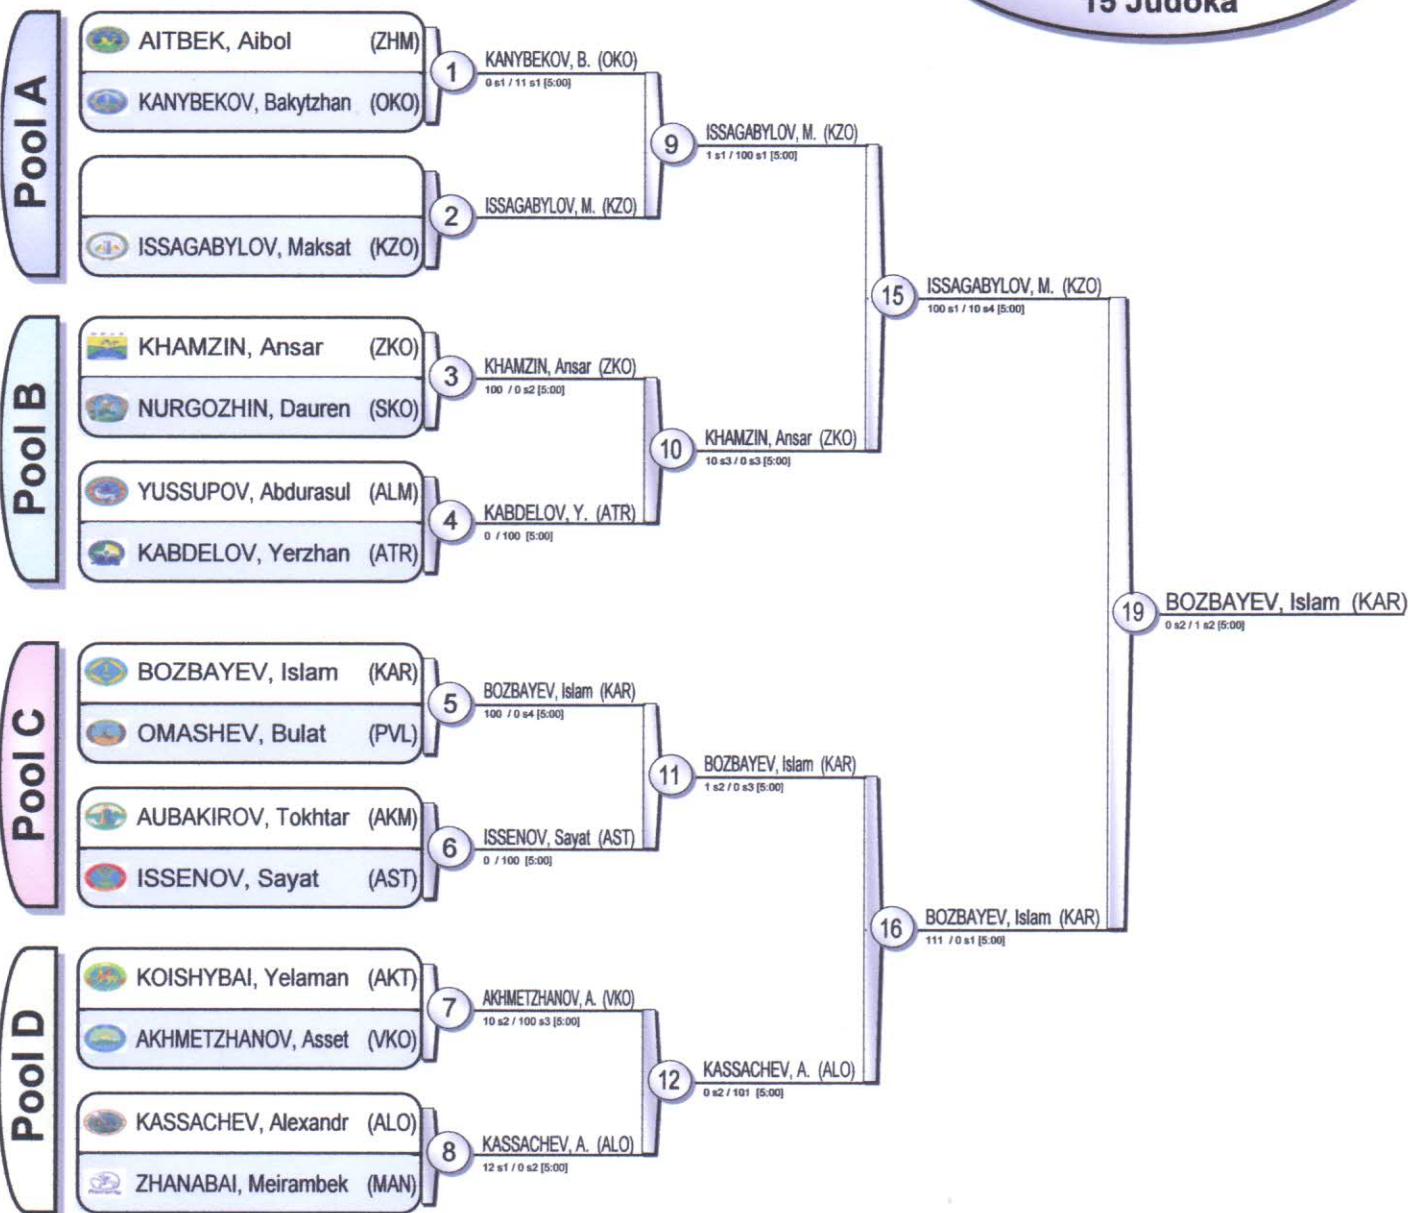 15 Judoka
Pool A
AITBEK, Aibol (ZHM)
KANYBEKOV, Bakytzhan (OKO)
ISSAGABYLOV, Maksat (KZO)
1
KANYBEKOV, B. (OKO)
0 s1 / 11 s1 [5:00]
2
ISSAGABYLOV, M. (KZO)
9
ISSAGABYLOV, M. (KZO)
1 s1 / 100 s1 [5:00]
Pool B
KHAMZIN, Ansar (ZKO)
NURGOZHIN, Dauren (SKO)
YUSSUPOV, Abdurasul (ALM)
KABDELOV, Yerzhan (ATR)
3
KHAMZIN, Ansar (ZKO)
100 / 0 s2 [5:00]
4
KABDELOV, Y. (ATR)
0 / 100 [5:00]
10
KHAMZIN, Ansar (ZKO)
10 s3 / 0 s3 [5:00]
15
ISSAGABYLOV, M. (KZO)
100 s1 / 10 s4 [5:00]
Pool C
BOZBAYEV, Islam (KAR)
OMASHEV, Bulat (PVL)
AUBAKIROV, Tokhtar (AKM)
ISSENOV, Sayat (AST)
5
BOZBAYEV, Islam (KAR)
100 / 0 s4 [5:00]
6
ISSENOV, Sayat (AST)
0 / 100 [5:00]
11
BOZBAYEV, Islam (KAR)
1 s2 / 0 s3 [5:00]
Pool D
KOISHYBAI, Yelaman (AKT)
AKHMETZHANOV, Asset (VKO)
KASSACHEV, Alexandr (ALO)
ZHANABAI, Meirambek (MAN)
7
AKHMETZHANOV, A. (VKO)
10 s2 / 100 s3 [5:00]
8
KASSACHEV, A. (ALO)
12 s1 / 0 s2 [5:00]
12
KASSACHEV, A. (ALO)
0 s2 / 101 [5:00]
16
BOZBAYEV, Islam (KAR)
111 / 0 s1 [5:00]
19
BOZBAYEV, Islam (KAR)
0 s2 / 1 s2 [5:00]